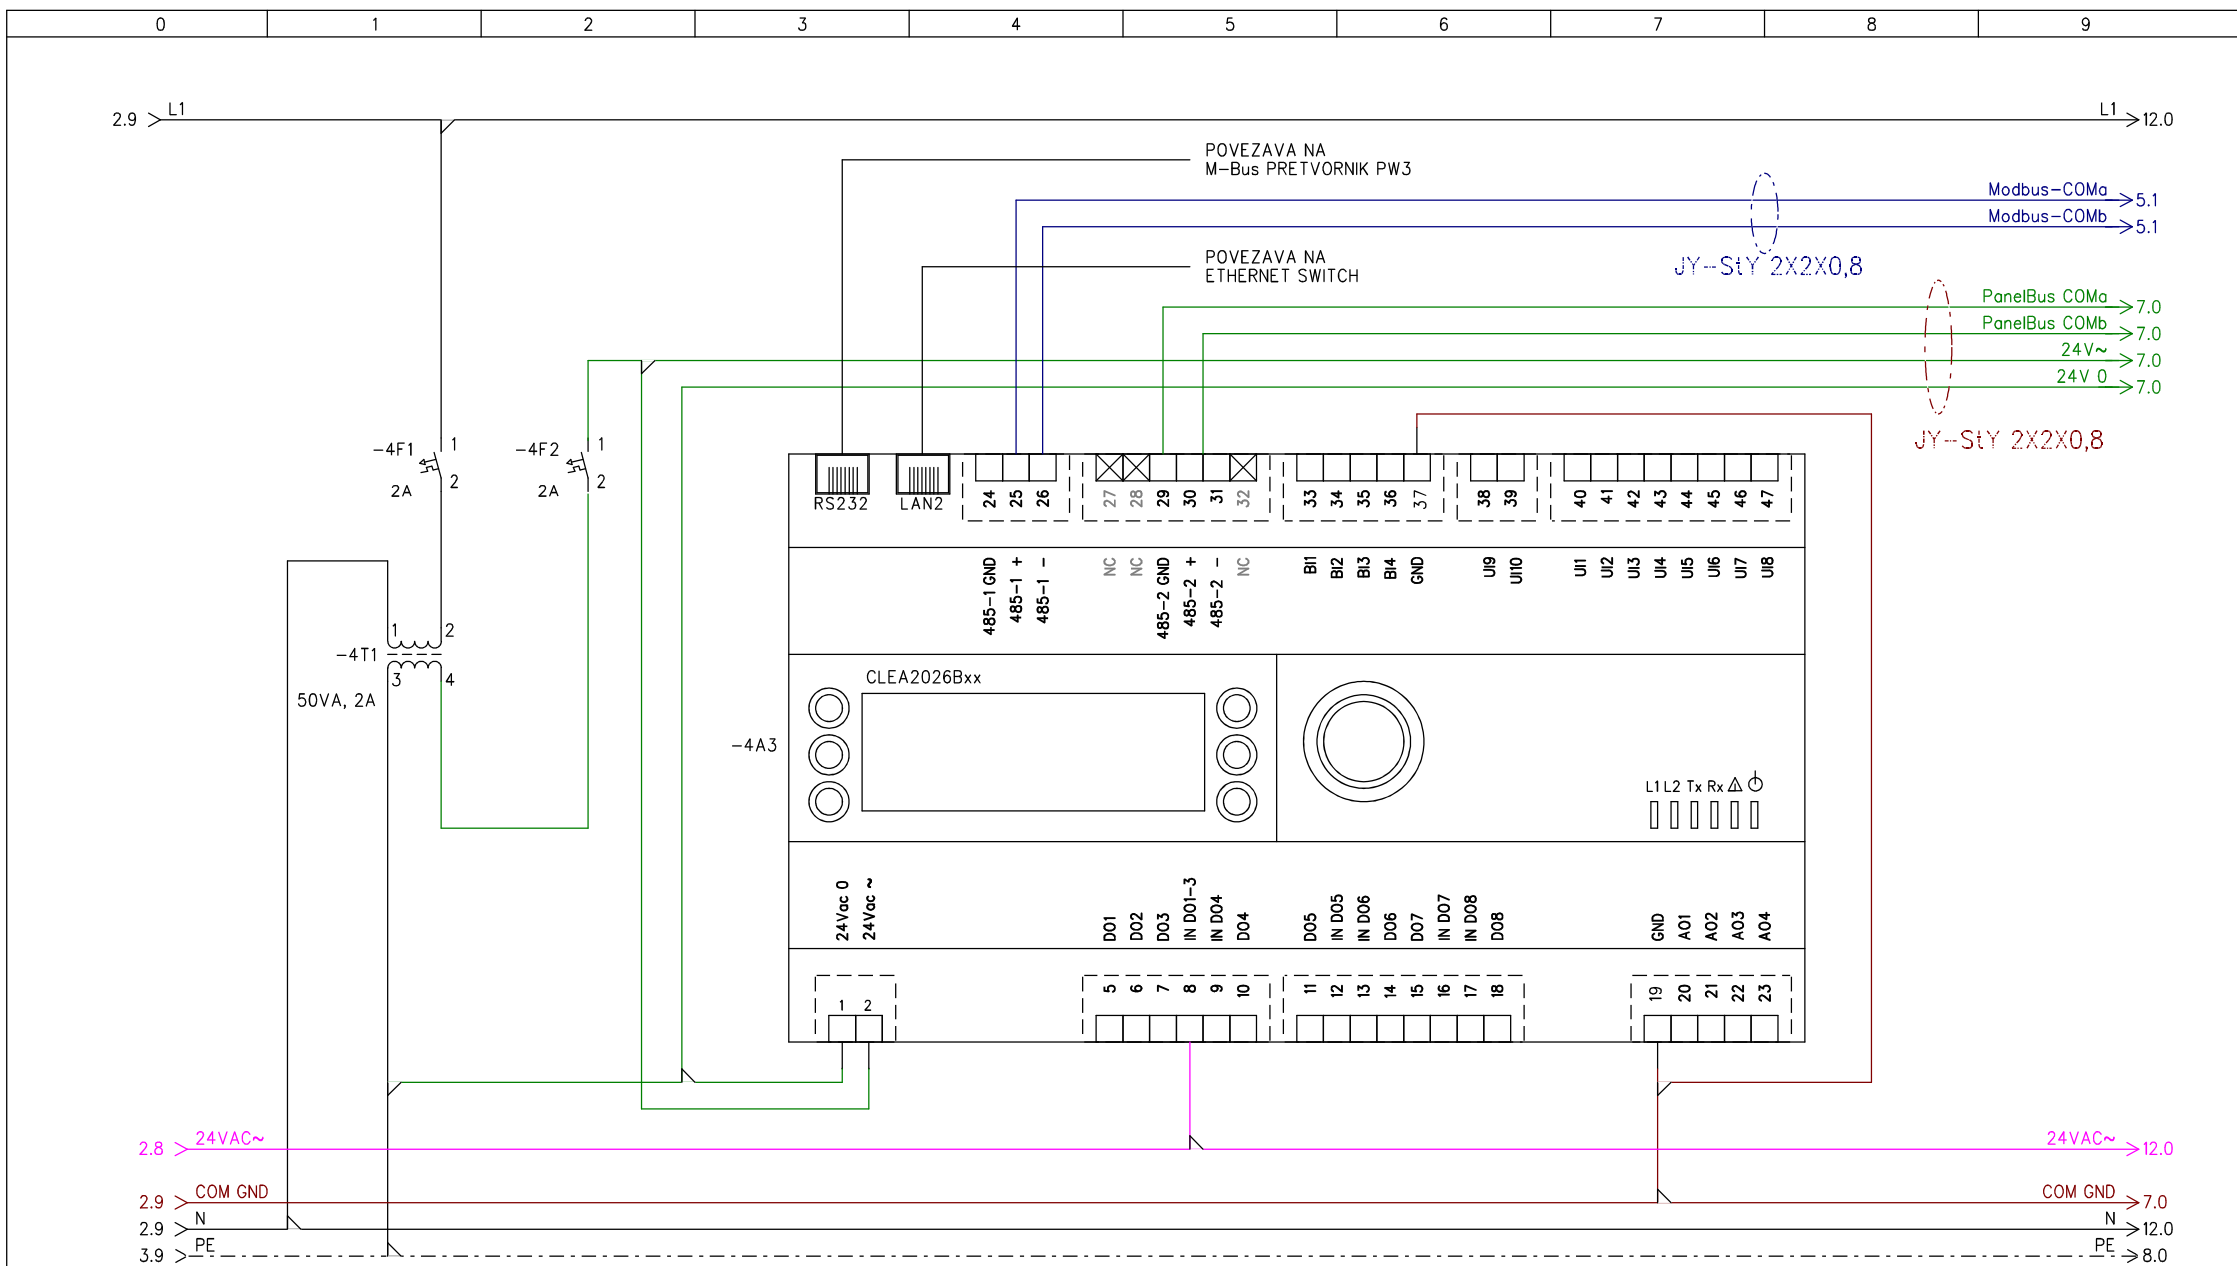 0 1 2 3 4 5 6 7 8 9
2.9 L1
L1 12.0
POVEZAVA NA
M-Bus PRETVORNIK PW3
Modbus-COMa 5.1
Modbus-COMb 5.1
JY-StY 2X2X0,8
POVEZAVA NA
ETHERNET SWITCH
PanelBus COMa 7.0
PanelBus COMb 7.0
24V~ 7.0
24V 0 7.0
JY-StY 2X2X0,8
-4F1 1
2A 2
-4F2 1
2A 2
RS232 LAN2
24 25 26 27 28 29 30 31 32 33 34 35 36 37 38 39 40 41 42 43 44 45 46 47
485-1 GND
485-1 +
485-1 -
NC
NC
485-2 GND
485-2 +
485-2 -
NC
BI1
BI2
BI3
BI4
GND
UI9
UI10
UI1
UI2
UI3
UI4
UI5
UI6
UI7
UI8
1 2
-4T1
3 4
50VA, 2A
CLEA2026Bxx
-4A3
L1 L2 Tx Rx
24Vac 0
24Vac ~
DO1
DO2
DO3
IN DO1-3
IN DO4
DO4
DO5
IN DO5
IN DO6
DO6
DO7
IN DO7
IN DO8
DO8
GND
AO1
AO2
AO3
AO4
1 2 5 6 7 8 9 10 11 12 13 14 15 16 17 18 19 20 21 22 23
2.8 24VAC~
24VAC~ 12.0
2.9 COM GND
COM GND 7.0
2.9 N
N 12.0
3.9 PE
PE 8.0